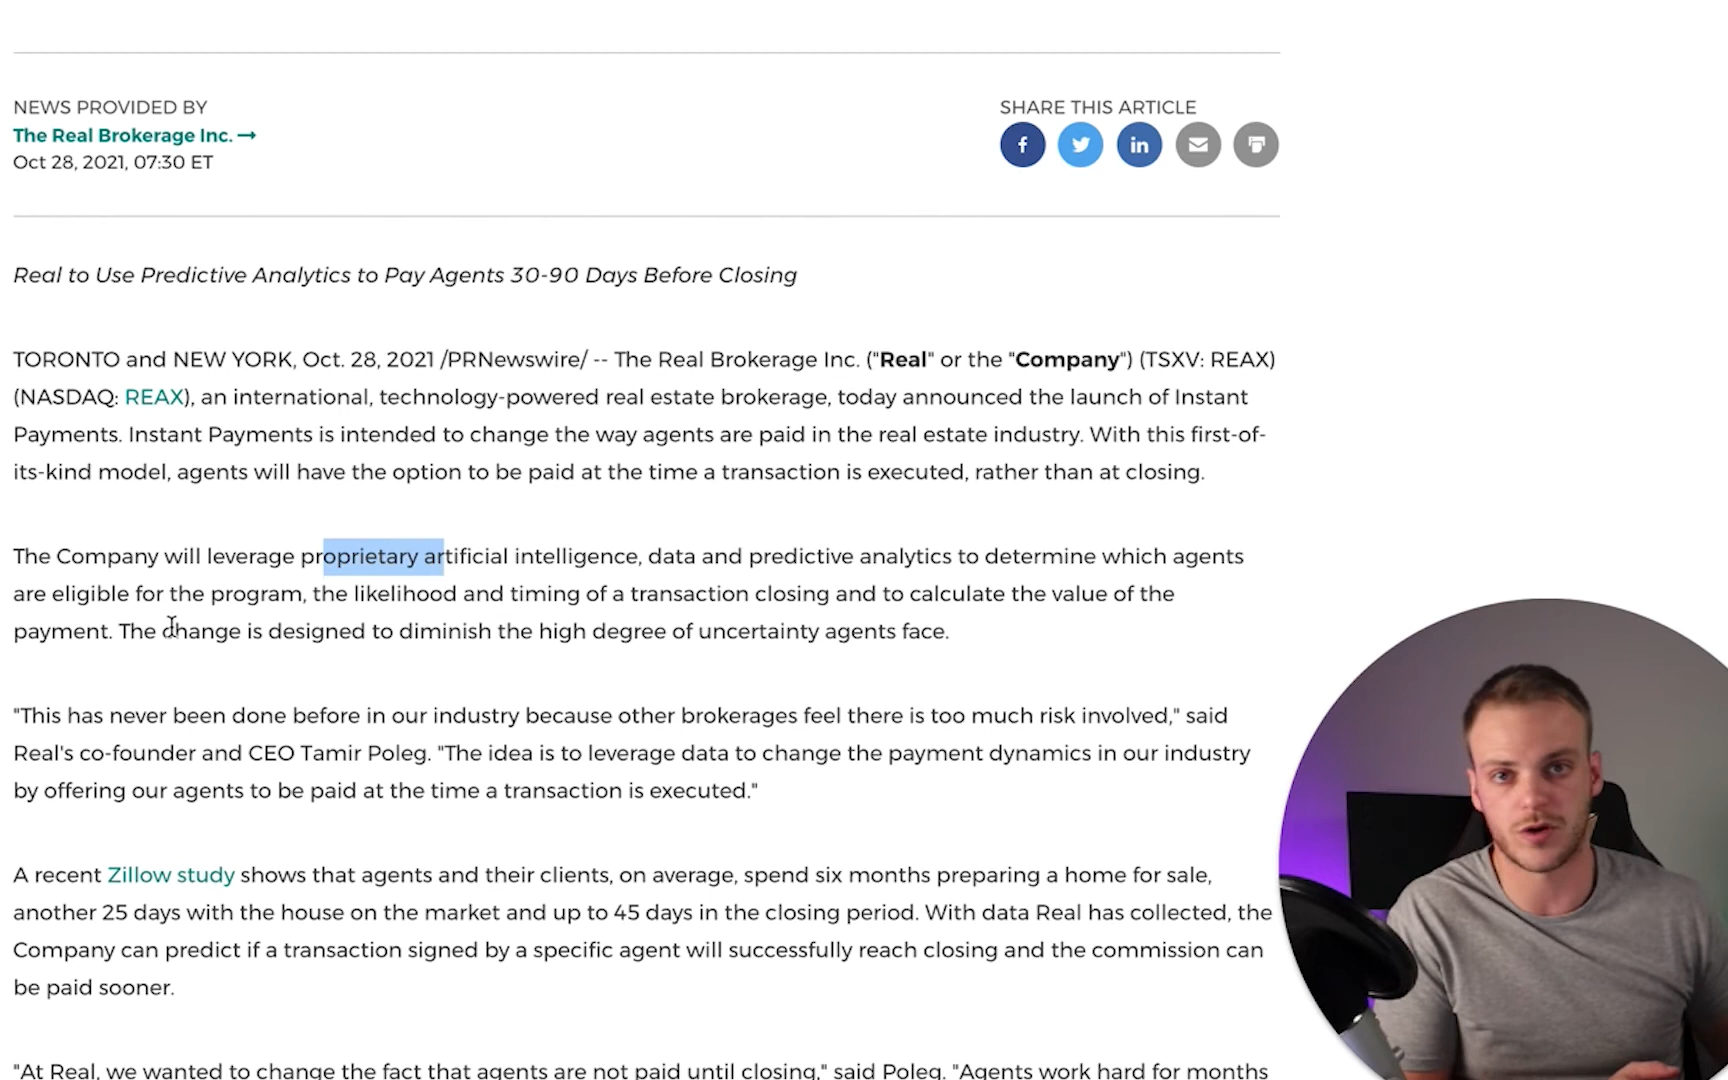 NEWS PROVIDED BY
The Real Brokerage Inc. →
Oct 28, 2021, 07:30 ET
SHARE THIS ARTICLE
f
in
Real to Use Predictive Analytics to Pay Agents 30-90 Days Before Closing
TORONTO and NEW YORK, Oct. 28, 2021 /PRNewswire/ -- The Real Brokerage Inc. ("Real" or the "Company") (TSXV: REAX)
(NASDAQ: REAX), an international, technology-powered real estate brokerage, today announced the launch of Instant
Payments. Instant Payments is intended to change the way agents are paid in the real estate industry. With this first-of-
its-kind model, agents will have the option to be paid at the time a transaction is executed, rather than at closing.
The Company will leverage proprietary artificial intelligence, data and predictive analytics to determine which agents
are eligible for the program, the likelihood and timing of a transaction closing and to calculate the value of the
payment. The change is designed to diminish the high degree of uncertainty agents face.
"This has never been done before in our industry because other brokerages feel there is too much risk involved," said
Real's co-founder and CEO Tamir Poleg. "The idea is to leverage data to change the payment dynamics in our industry
by offering our agents to be paid at the time a transaction is executed."
A recent Zillow study shows that agents and their clients, on average, spend six months preparing a home for sale,
another 25 days with the house on the market and up to 45 days in the closing period. With data Real has collected, the
Company can predict if a transaction signed by a specific agent will successfully reach closing and the commission can
be paid sooner.
"At Real, we wanted to change the fact that agents are not paid until closing," said Poleg. "Agents work hard for months